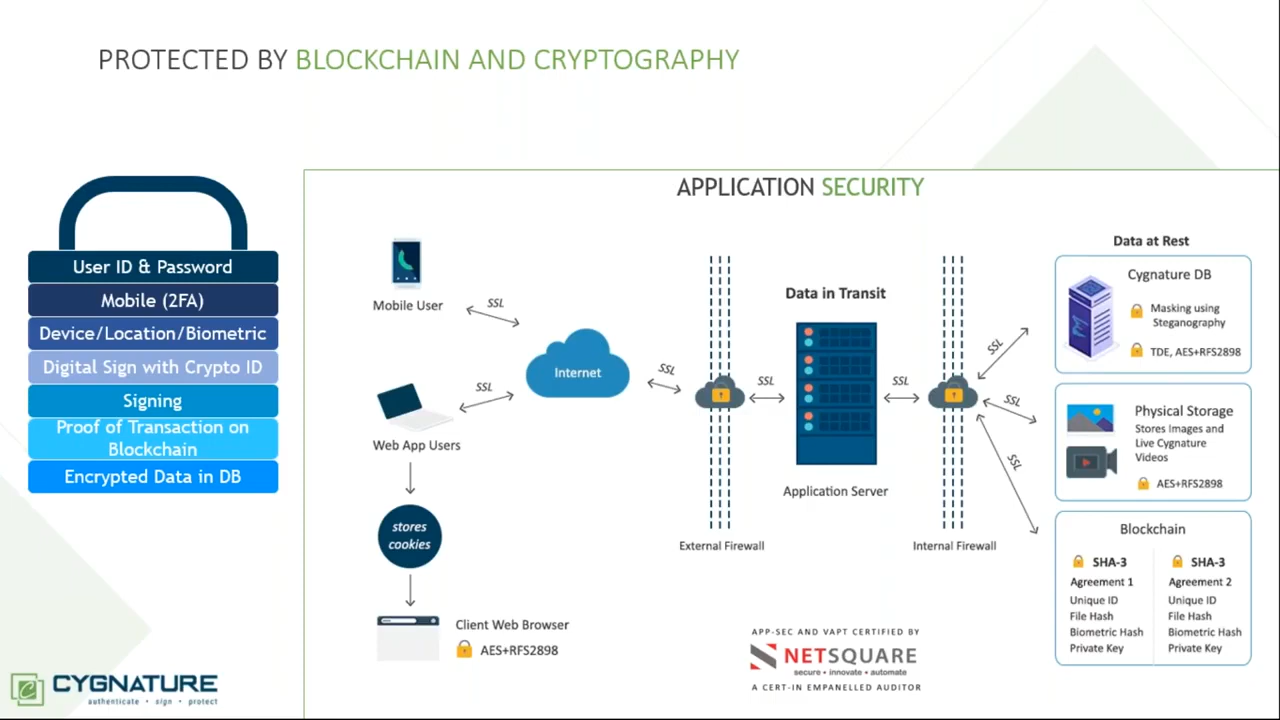 PROTECTED BY BLOCKCHAIN AND CRYPTOGRAPHY
User ID & Password
Mobile (2FA)
Device/Location/Biometric
Digital Sign with Crypto ID
Signing
Proof of Transaction on
Blockchain
Encrypted Data in DB
APPLICATION SECURITY
Mobile User
SSL
Internet
SSL
Web App Users
stores
cookies
Client Web Browser
AES+RFS2898
SSL
External Firewall
SSL
Data in Transit
Application Server
SSL
Internal Firewall
SSL
SSL
SSL
Data at Rest
Cygnature DB
Masking using
Steganography
TDE, AES+RFS2898
Physical Storage
Stores Images and
Live Cygnature
Videos
AES+RFS2898
Blockchain
SHA-3
Agreement 1
Unique ID
File Hash
Biometric Hash
Private Key
SHA-3
Agreement 2
Unique ID
File Hash
Biometric Hash
Private Key
APP-SEC AND VAPT CERTIFIED BY
NETSQUARE
secure • innovate • automate
A CERT-IN EMPANELLED AUDITOR
CYGNATURE
authenticate • sign • protect